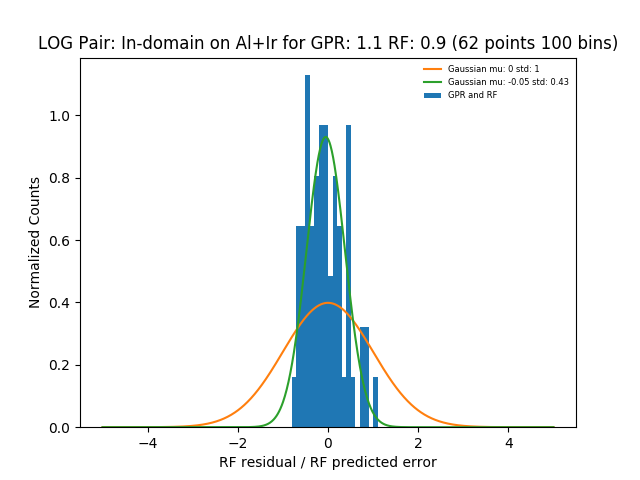 LOG Pair: In-domain on Al+Ir for GPR: 1.1 RF: 0.9 (62 points 100 bins)
Gaussian mu: 0 std: 1
Gaussian mu: -0.05 std: 0.43
GPR and RF
Normalized Counts
1.0
0.8
0.6
0.4
0.2
0.0
−4
−2
0
2
4
RF residual / RF predicted error